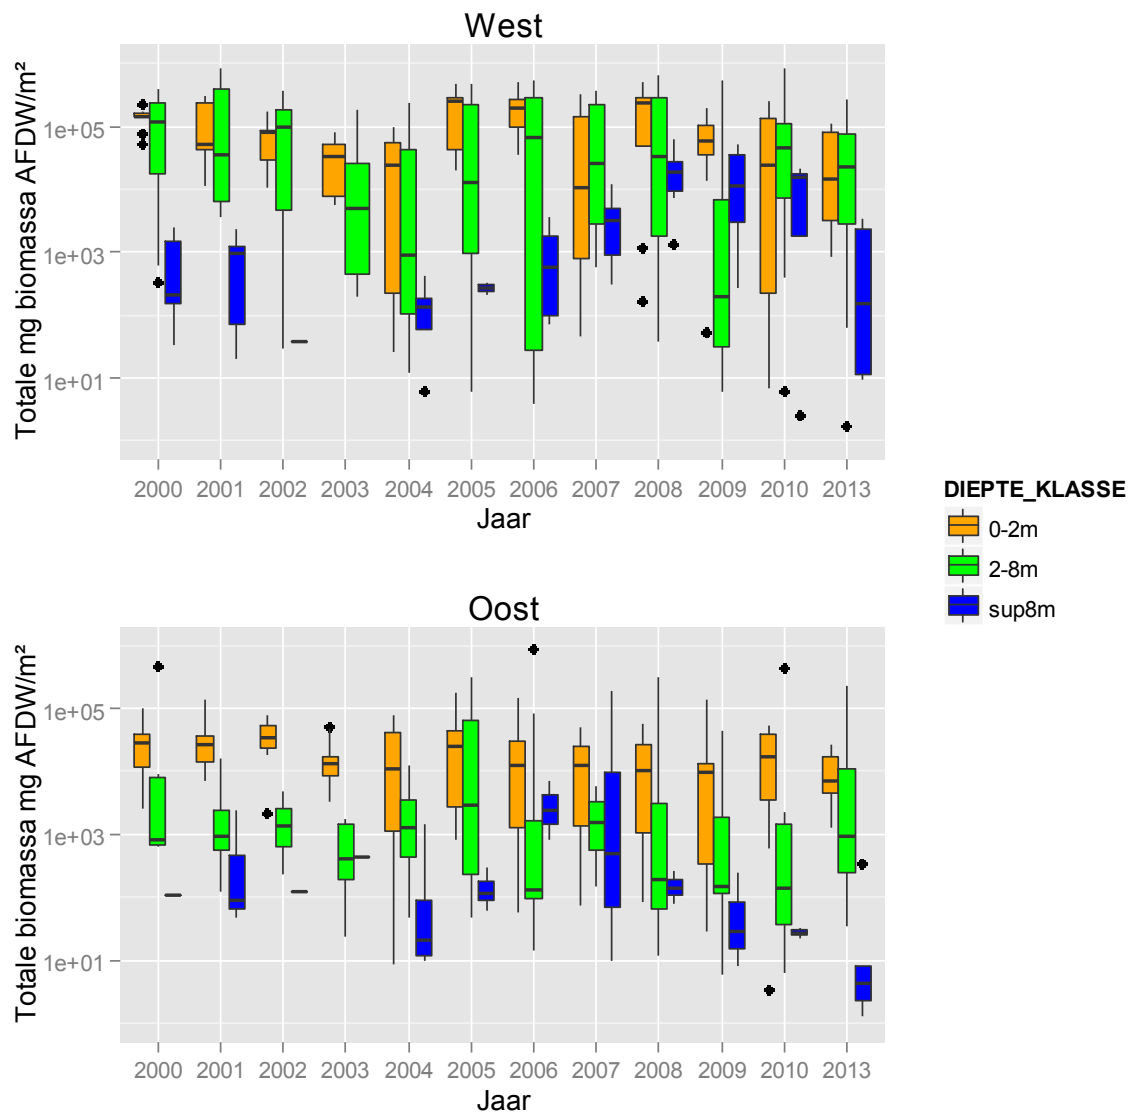 West
Totale mg biomassa AFDW/m²
1e+05
1e+03
1e+01
2000 2001 2002 2003 2004 2005 2006 2007 2008 2009 2010 2013
Jaar
DIEPTE_KLASSE
0-2m
2-8m
sup8m
Oost
Totale biomassa mg AFDW/m²
1e+05
1e+03
1e+01
2000 2001 2002 2003 2004 2005 2006 2007 2008 2009 2010 2013
Jaar